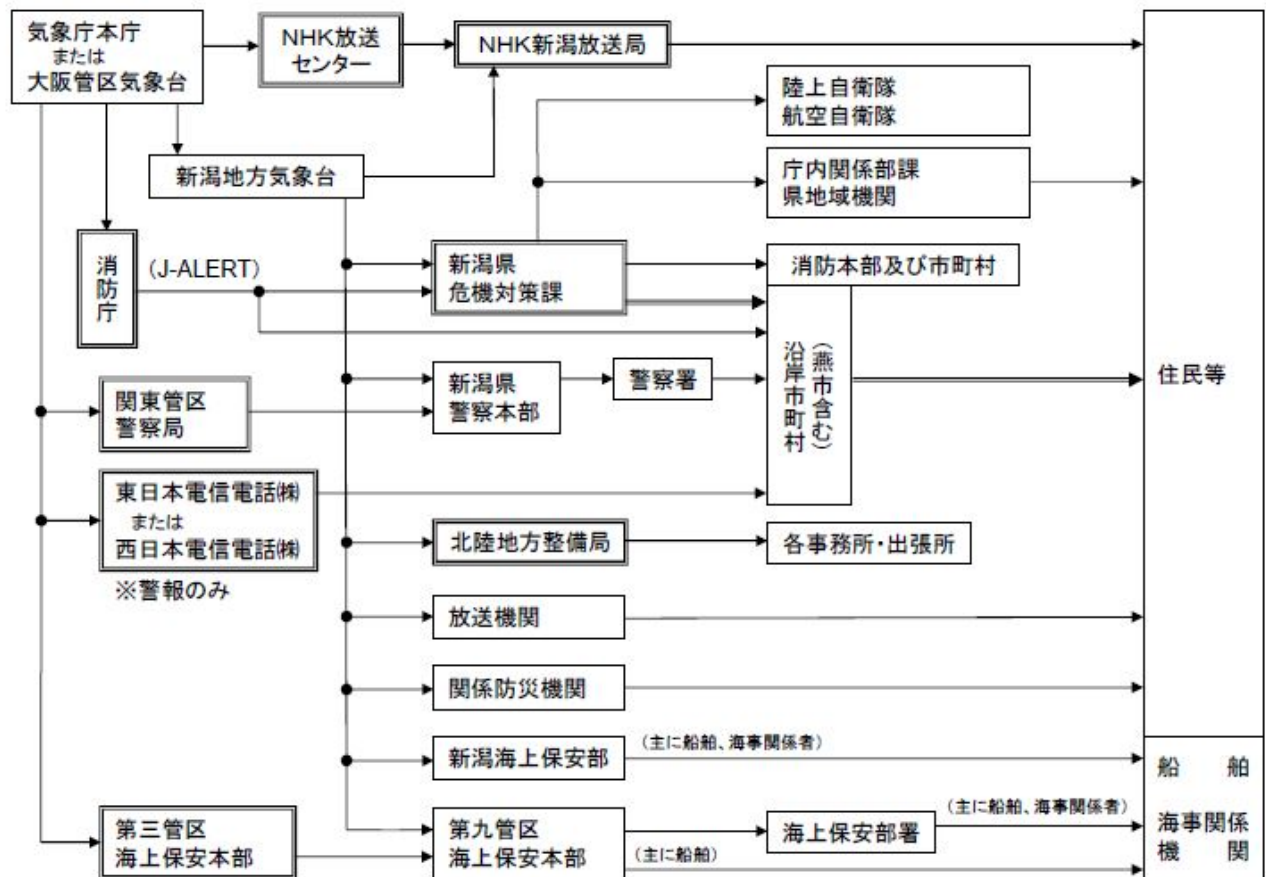 気象庁本庁
または
大阪管区気象台
NHK放送
センター
NHK新潟放送局
陸上自衛隊
航空自衛隊
新潟地方気象台
庁内関係部課
県地域機関
消防庁
(J-ALERT)
新潟県
危機対策課
消防本部及び市町村
沿岸市町村
(燕市含む)
住民等
新潟県
警察本部
警察署
関東管区
警察局
東日本電信電話㈱
または
西日本電信電話㈱
※警報のみ
北陸地方整備局
各事務所・出張所
放送機関
関係防災機関
新潟海上保安部
(主に船舶、海事関係者)
船 舶
海事関係
機 関
第三管区
海上保安本部
第九管区
海上保安本部
海上保安部署
(主に船舶、海事関係者)
(主に船舶)